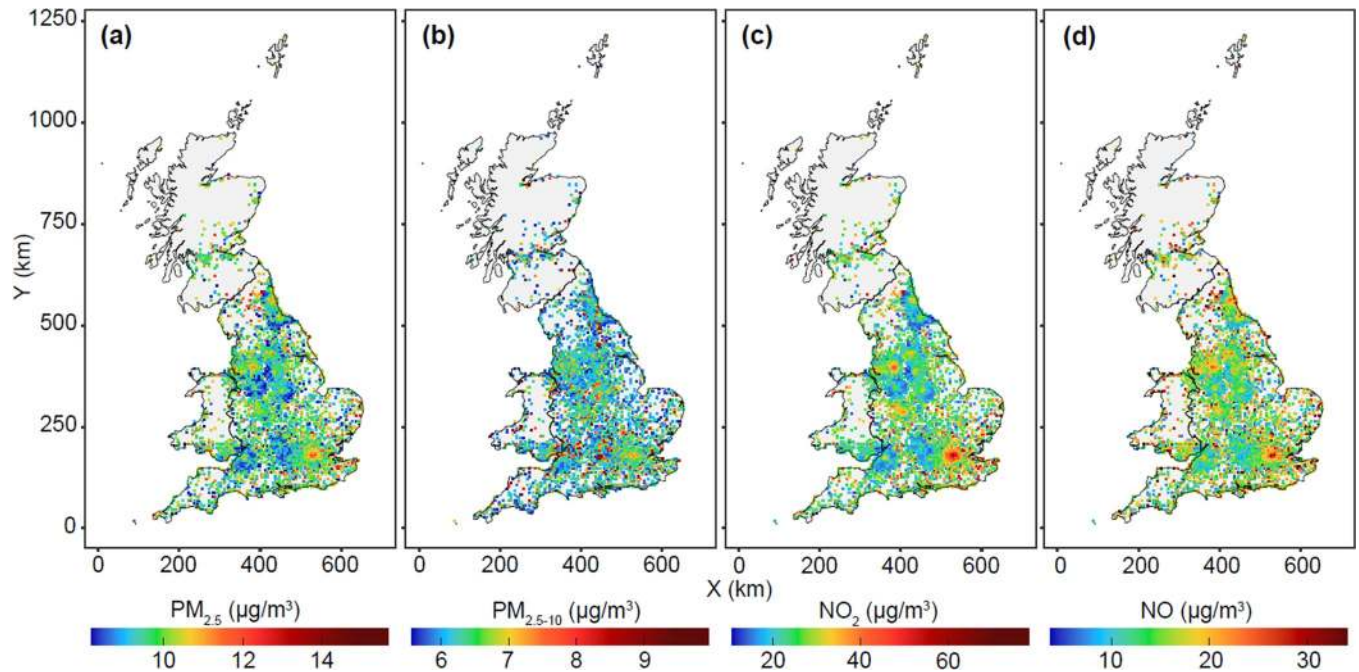 (a) (b) (c) (d)
1250
1000
750
500
250
0
Y (km)
0 200 400 600 0 200 400 600 0 200 400 600 0 200 400 600
X (km)
PM2.5 (µg/m³) PM2.5-10 (µg/m³) NO2 (µg/m³) NO (µg/m³)
10 12 14 6 7 8 9 20 40 60 10 20 30